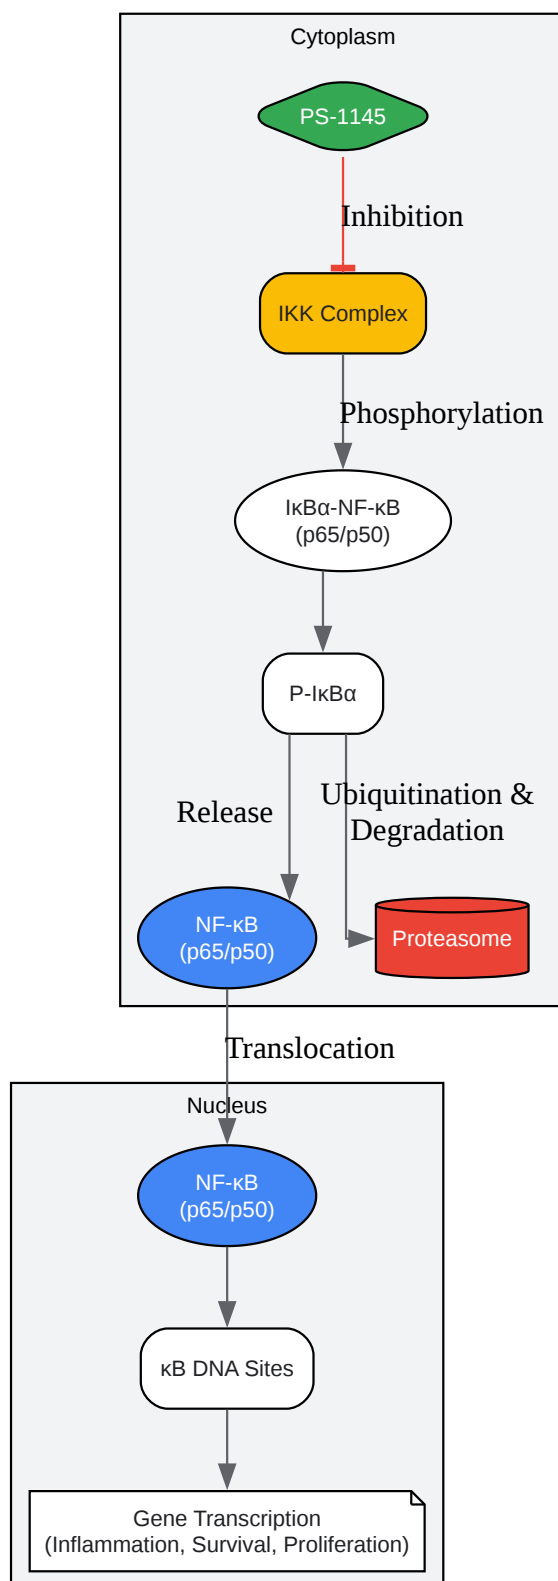 Cytoplasm
PS-1145
Inhibition
IKK Complex
Phosphorylation
IκBα-NF-κB
(p65/p50)
P-IκBα
Release
Ubiquitination &
Degradation
NF-κB
(p65/p50)
Proteasome
Translocation
Nucleus
NF-κB
(p65/p50)
κB DNA Sites
Gene Transcription
(Inflammation, Survival, Proliferation)